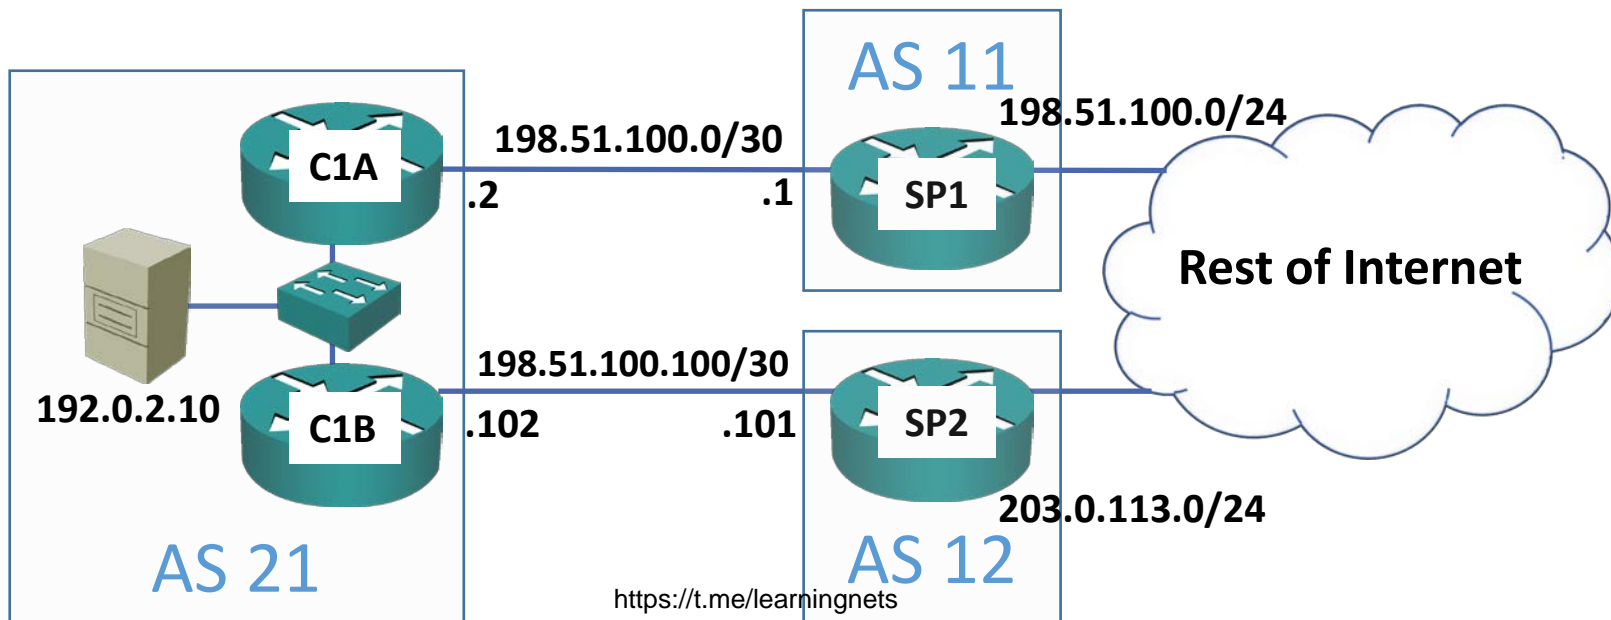 AS 11
198.51.100.0/24
198.51.100.0/30
C1A
.2
.1
SP1
Rest of Internet
192.0.2.10
198.51.100.100/30
C1B
.102
.101
SP2
203.0.113.0/24
AS 21
AS 12
https://t.me/learningnets